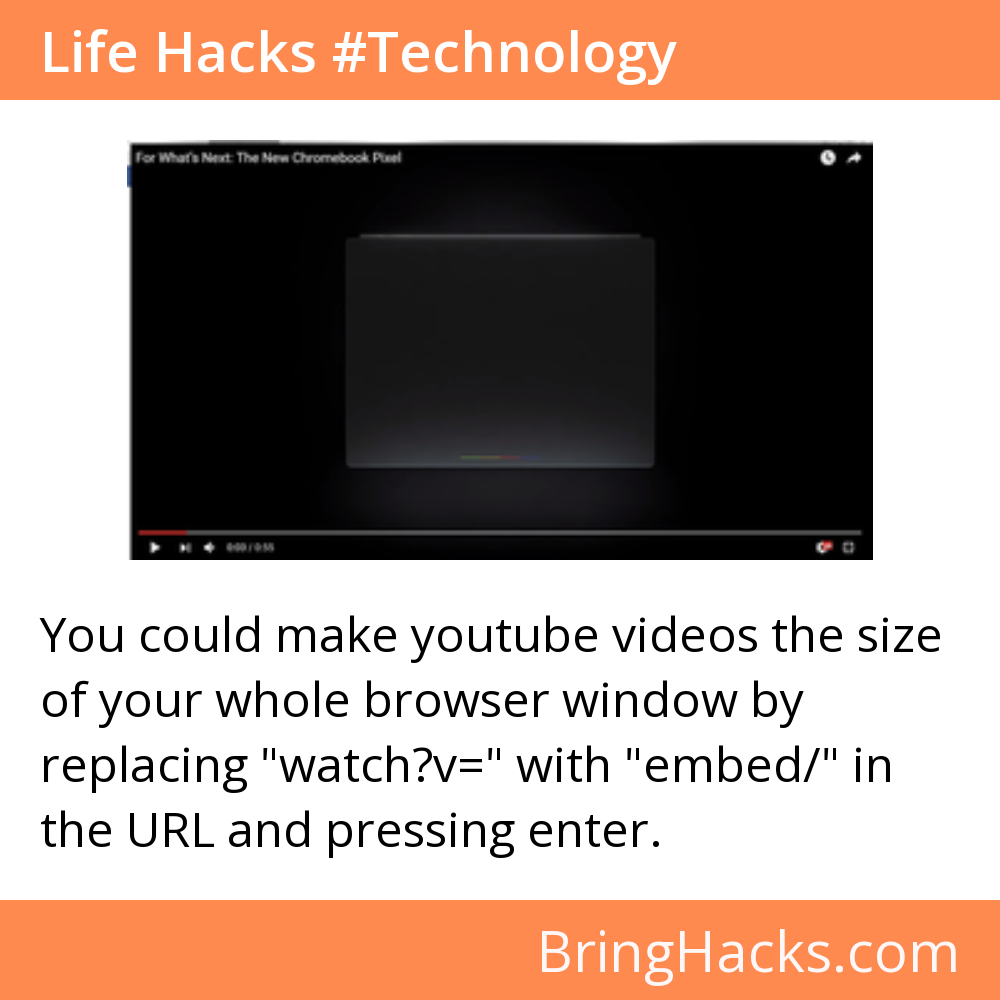 Life Hacks #Technology
For What's Next: The New Chromebook Pixel
0:03 / 0:55
You could make youtube videos the size
of your whole browser window by
replacing "watch?v=" with "embed/" in
the URL and pressing enter.
BringHacks.com